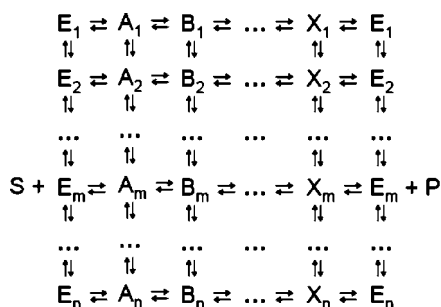 E₁ ⇄ A₁ ⇄ B₁ ⇄ ... ⇄ X₁ ⇄ E₁
⇅ ⇅ ⇅ ⇅ ⇅
E₂ ⇄ A₂ ⇄ B₂ ⇄ ... ⇄ X₂ ⇄ E₂
⇅ ⇅ ⇅ ⇅ ⇅
... ... ... ... ...
⇅ ⇅ ⇅ ⇅ ⇅
S + Eₘ ⇄ Aₘ ⇄ Bₘ ⇄ ... ⇄ Xₘ ⇄ Eₘ + P
⇅ ⇅ ⇅ ⇅ ⇅
... ... ... ... ...
⇅ ⇅ ⇅ ⇅ ⇅
Eₙ ⇄ Aₙ ⇄ Bₙ ⇄ ... ⇄ Xₙ ⇄ Eₙ